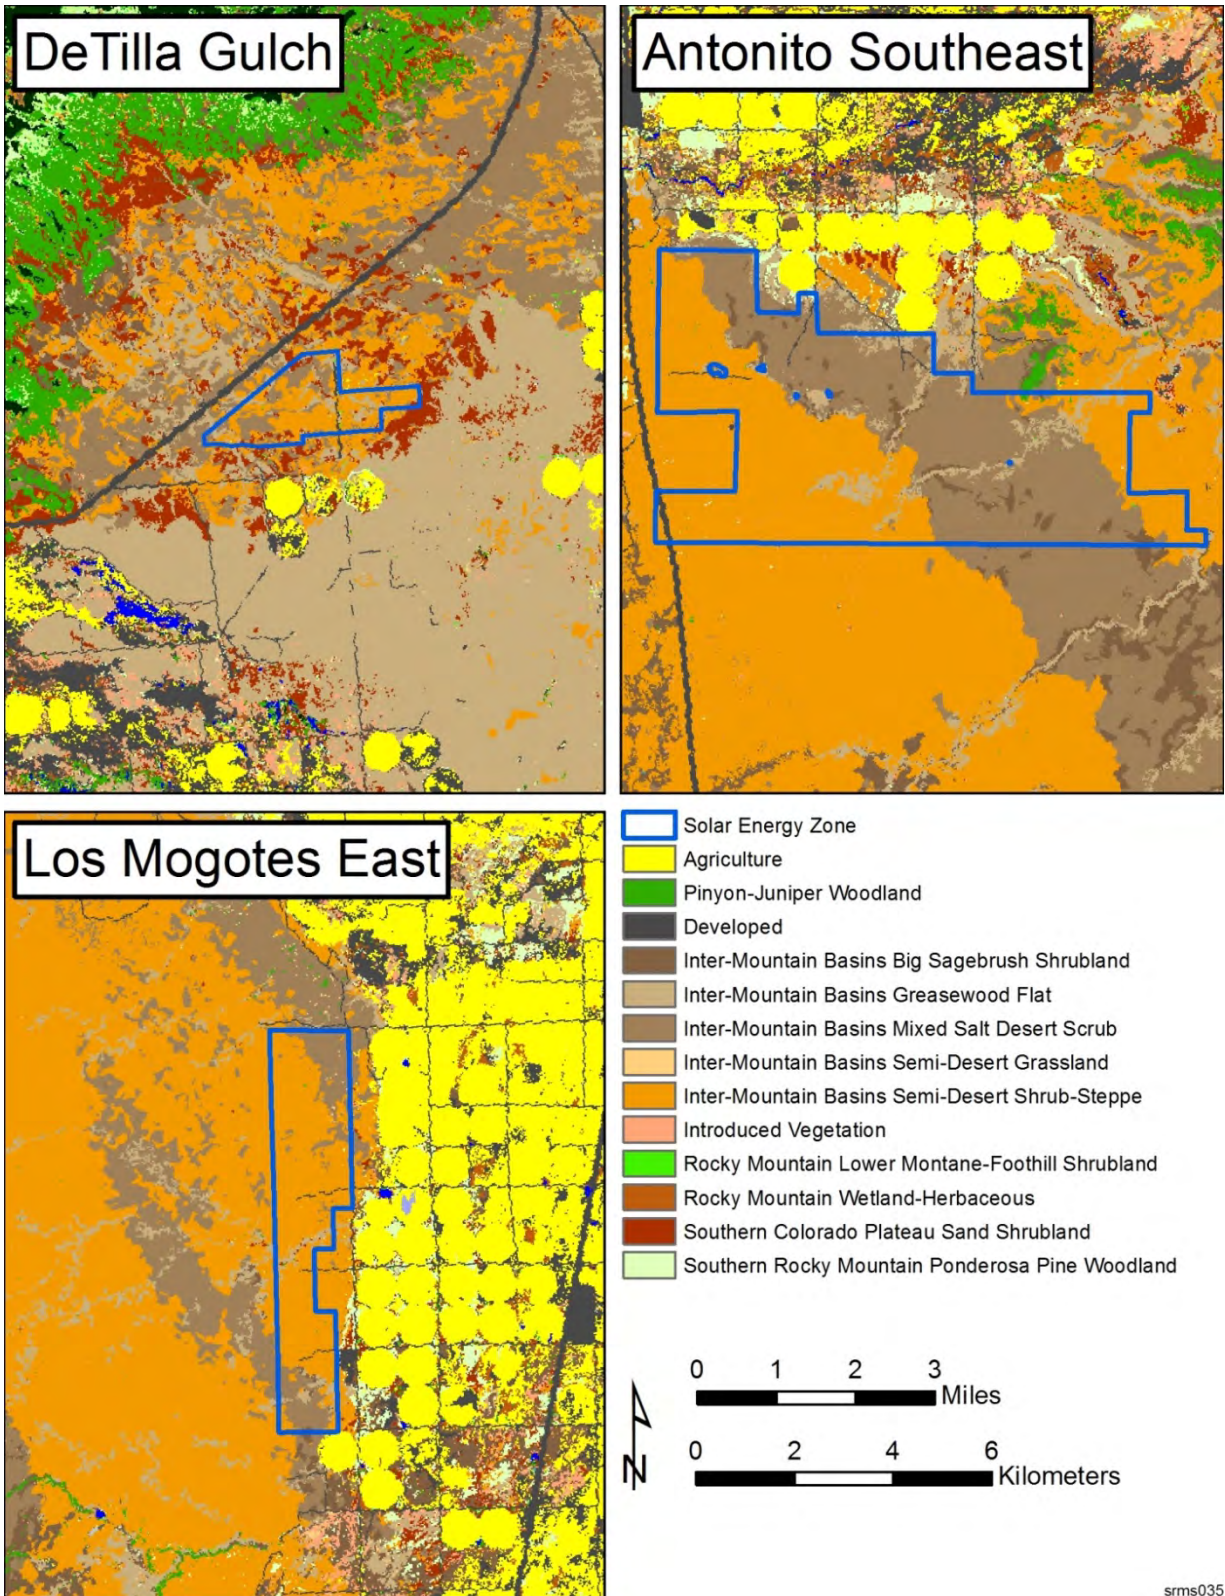 DeTilla Gulch
Antonito Southeast
Los Mogotes East
Solar Energy Zone
Agriculture
Pinyon-Juniper Woodland
Developed
Inter-Mountain Basins Big Sagebrush Shrubland
Inter-Mountain Basins Greasewood Flat
Inter-Mountain Basins Mixed Salt Desert Scrub
Inter-Mountain Basins Semi-Desert Grassland
Inter-Mountain Basins Semi-Desert Shrub-Steppe
Introduced Vegetation
Rocky Mountain Lower Montane-Foothill Shrubland
Rocky Mountain Wetland-Herbaceous
Southern Colorado Plateau Sand Shrubland
Southern Rocky Mountain Ponderosa Pine Woodland
0 1 2 3
Miles
0 2 4 6
Kilometers
N
srms035